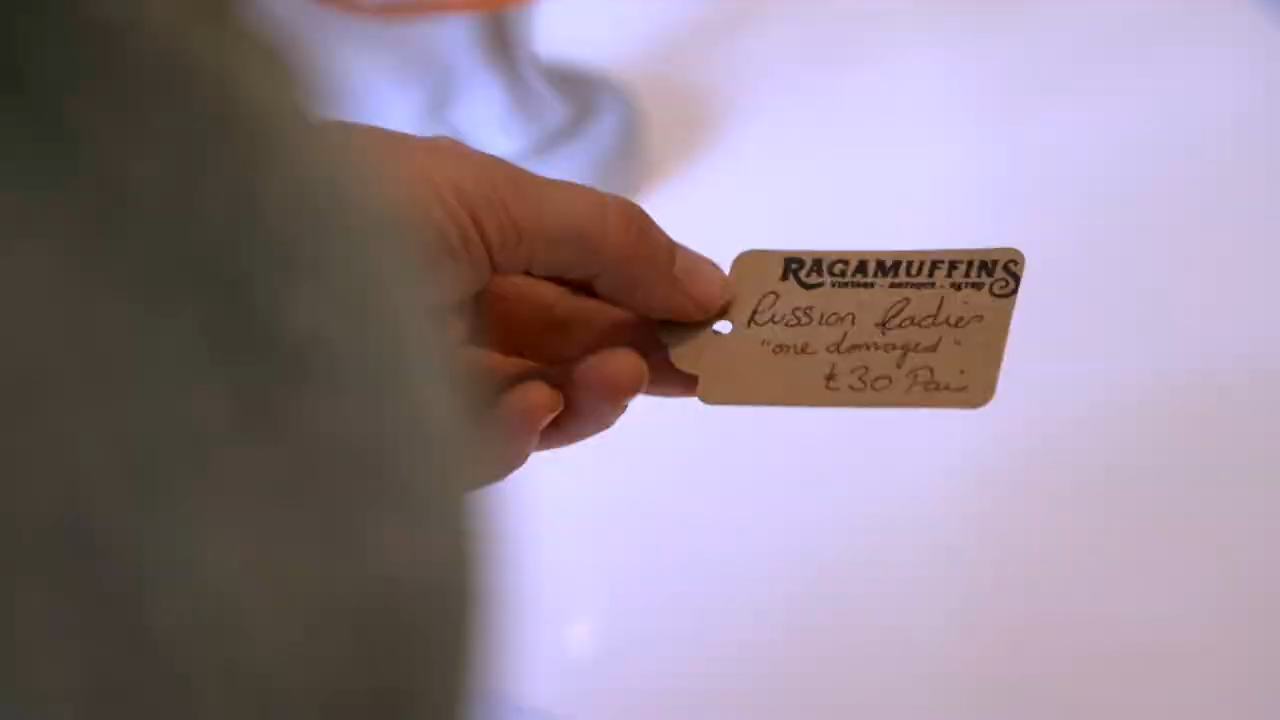 RAGAMUFFINS
VINTAGE - ANTIQUE - RETRO
Russian Ladies
"one damaged"
£30 Pair